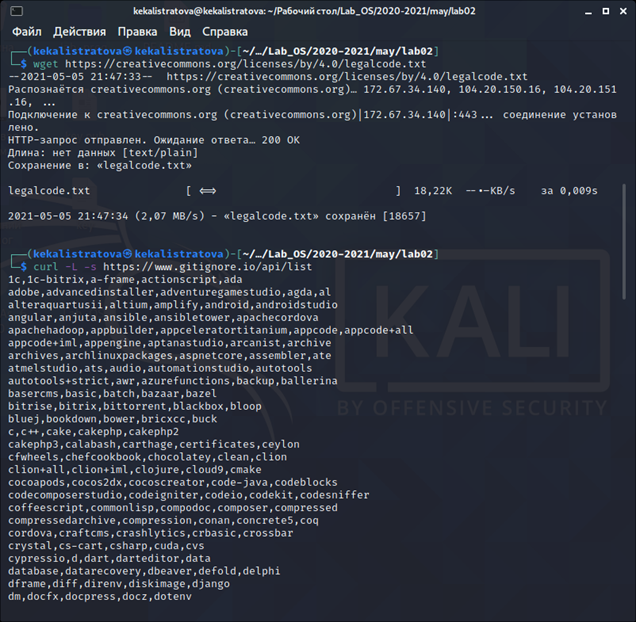 kekalistratova@kekalistratova: ~/Рабочий стол/Lab_OS/2020-2021/may/lab02
Файл Действия Правка Вид Справка
┌──(kekalistratova㉿kekalistratova)-[~/…/Lab_OS/2020-2021/may/lab02]
└─$ wget https://creativecommons.org/licenses/by/4.0/legalcode.txt
--2021-05-05 21:47:33--  https://creativecommons.org/licenses/by/4.0/legalcode.txt
Распознаётся creativecommons.org (creativecommons.org)… 172.67.34.140, 104.20.150.16, 104.20.151
.16, ...
Подключение к creativecommons.org (creativecommons.org)|172.67.34.140|:443... соединение установ
лено.
HTTP-запрос отправлен. Ожидание ответа… 200 OK
Длина: нет данных [text/plain]
Сохранение в: «legalcode.txt»
legalcode.txt [ <=> ] 18,22K --.-KB/s за 0,009s
2021-05-05 21:47:34 (2,07 MB/s) - «legalcode.txt» сохранён [18657]
┌──(kekalistratova㉿kekalistratova)-[~/…/Lab_OS/2020-2021/may/lab02]
└─$ curl -L -s https://www.gitignore.io/api/list
1c,1c-bitrix,a-frame,actionscript,ada
adobe,advancedinstaller,adventuregamestudio,agda,al
alteraquartusii,altium,amplify,android,androidstudio
angular,anjuta,ansible,ansibletower,apachecordova
apachehadoop,appbuilder,appceleratortitanium,appcode,appcode+all
appcode+iml,appengine,aptanastudio,arcanist,archive
archives,archlinuxpackages,aspnetcore,assembler,ate
atmelstudio,ats,audio,automationstudio,autotools
autotools+strict,awr,azurefunctions,backup,ballerina
basercms,basic,batch,bazaar,bazel
bitrise,bitrix,bittorrent,blackbox,bloop
bluej,bookdown,bower,bricxcc,buck
c,c++,cake,cakephp,cakephp2
cakephp3,calabash,carthage,certificates,ceylon
cfwheels,chefcookbook,chocolatey,clean,clion
clion+all,clion+iml,clojure,cloud9,cmake
cocoapods,cocos2dx,cocoscreator,code-java,codeblocks
codecomposerstudio,codeigniter,codeio,codekit,codesniffer
coffeescript,commonlisp,compodoc,composer,compressed
compressedarchive,compression,conan,concrete5,coq
cordova,craftcms,crashlytics,crbasic,crossbar
crystal,cs-cart,csharp,cuda,cvs
cypressio,d,dart,darteditor,data
database,datarecovery,dbeaver,defold,delphi
dframe,diff,direnv,diskimage,django
dm,docfx,docpress,docz,dotenv
KALI
BY OFFENSIVE SECURITY